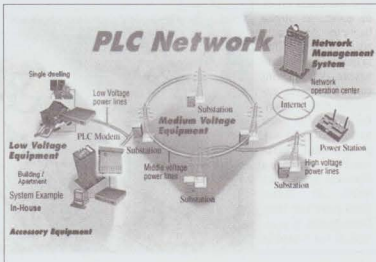 PLC Network
Network
Management
System
Network
operation center
Single dwelling
Low Voltage
power lines
Substation
Internet
Medium Voltage
Equipment
PLC Modem
Substation
Power Station
Low Voltage
Equipment
Building /
Apartment
Middle voltage
power lines
High voltage
power lines
System Example
In-House
Substation
Substation
Accessory Equipment